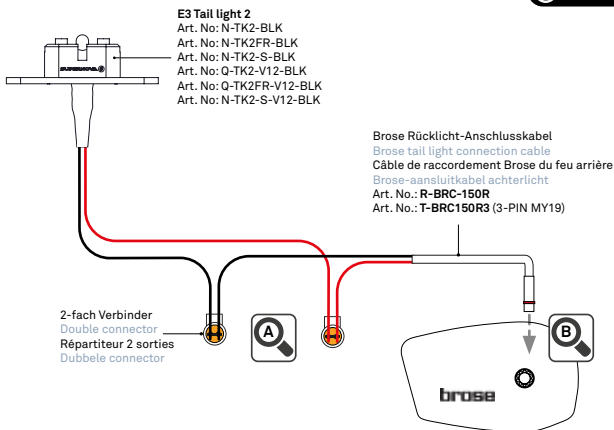 E3 Tail light 2
Art. No: N-TK2-BLK
Art. No: N-TK2FR-BLK
Art. No: N-TK2-S-BLK
Art. No: Q-TK2-V12-BLK
Art. No: Q-TK2FR-V12-BLK
Art. No: N-TK2-S-V12-BLK
SUPERNOVA
Brose Rücklicht-Anschlusskabel
Brose tail light connection cable
Câble de raccordement Brose du feu arrière
Brose-aansluitkabel achterlicht
Art. No.: R-BRC-150R
Art. No.: T-BRC150R3 (3-PIN MY19)
2-fach Verbinder
Double connector
Répartiteur 2 sorties
Dubbele connector
A
B
brose